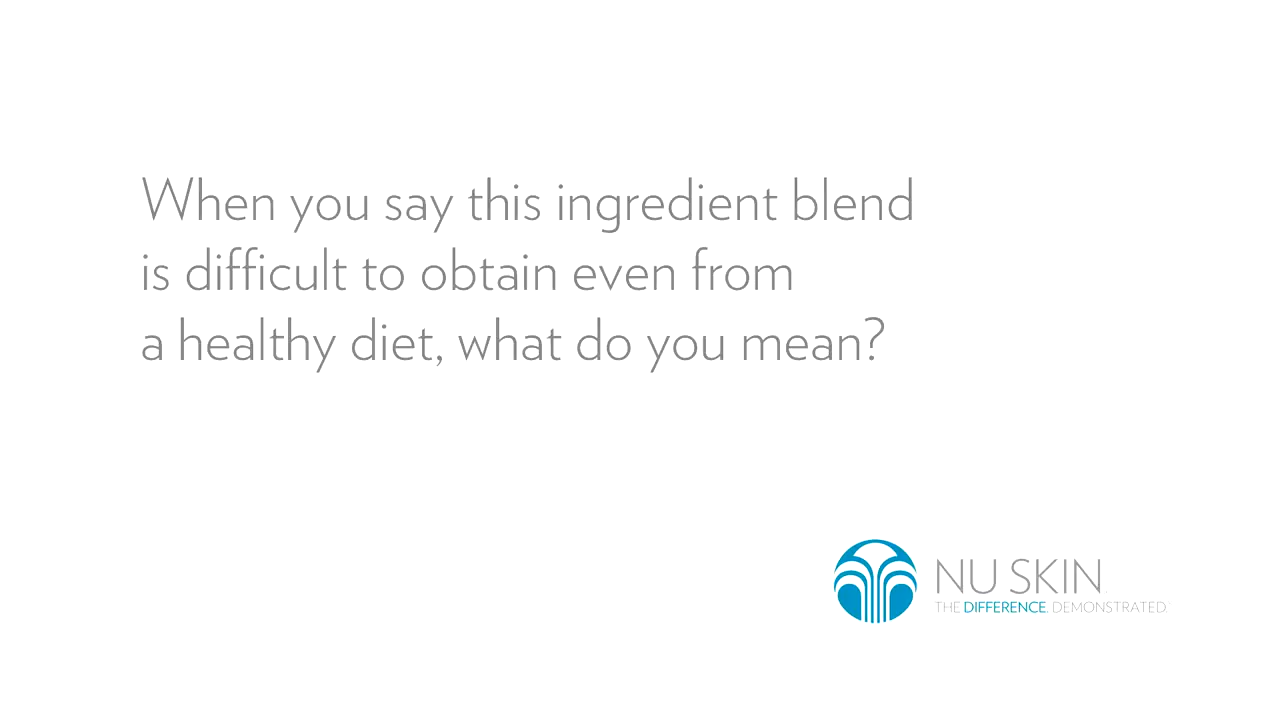 When you say this ingredient blend
is difficult to obtain even from
a healthy diet, what do you mean?
NU SKIN
THE DIFFERENCE. DEMONSTRATED